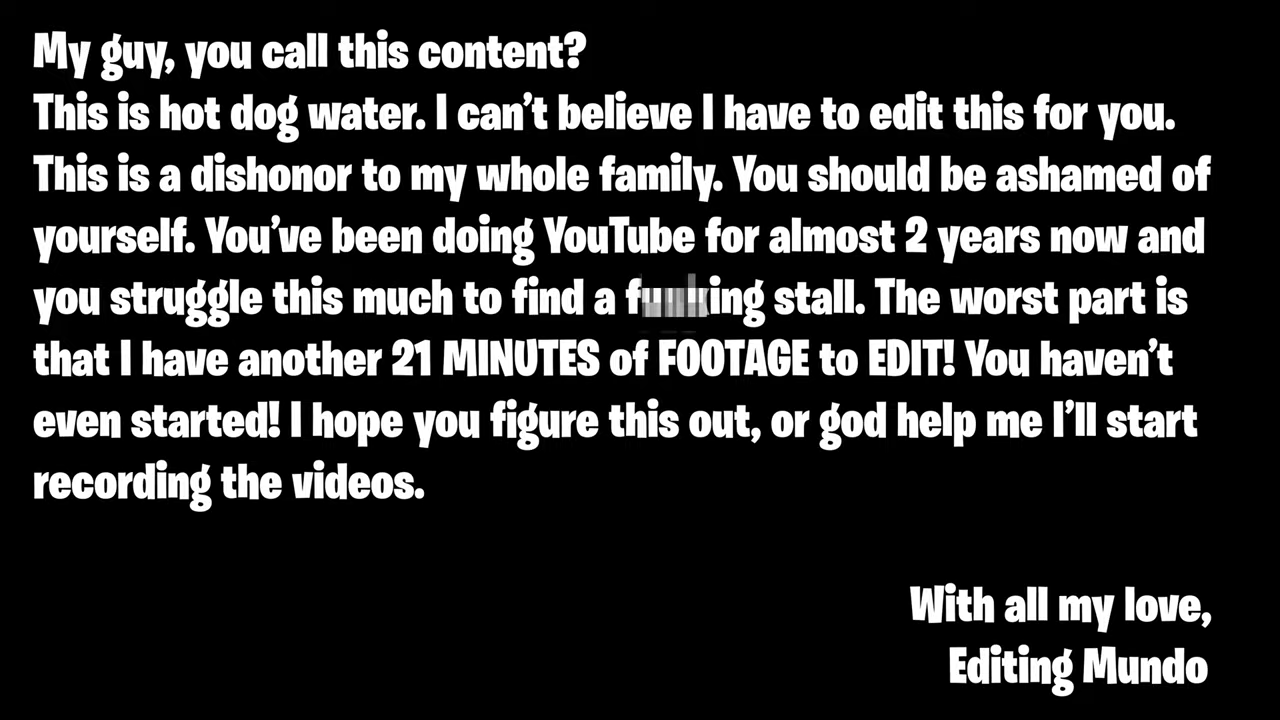 My guy, you call this content?
This is hot dog water. I can't believe I have to edit this for you.
This is a dishonor to my whole family. You should be ashamed of
yourself. You've been doing YouTube for almost 2 years now and
you struggle this much to find a stall. The worst part is
that I have another 21 MINUTES of FOOTAGE to EDIT! You haven't
even started! I hope you figure this out, or god help me I'll start
recording the videos.
With all my love,
Editing Mundo